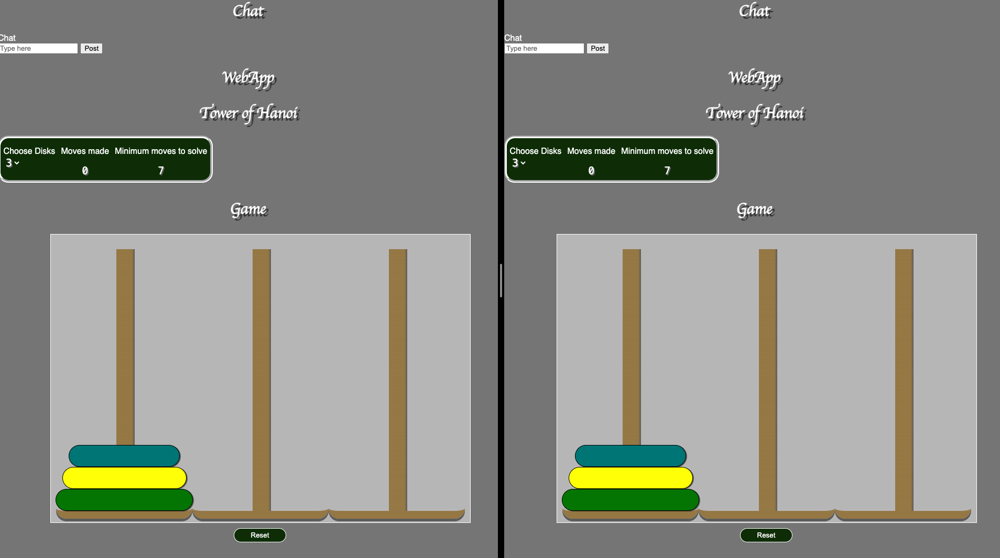 Chat
Chat
Type here Post
WebApp
Tower of Hanoi
Choose Disks Moves made Minimum moves to solve
3 0 7
Game
Reset
Chat
Chat
Type here Post
WebApp
Tower of Hanoi
Choose Disks Moves made Minimum moves to solve
3 0 7
Game
Reset